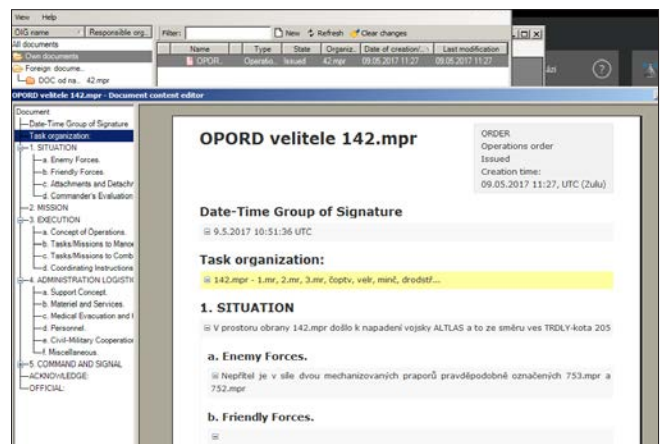 View Help
OIG name Responsible org.. Filter: New Refresh Clear changes
All documents
Own documents
Foreign docume..
DOC od na.. 42.mpr
Name Type State Organiz.. Date of creation/.. Last modification
OPOR.. Operatio.. Issued 42.mpr 09.05.2017 11:27 09.05.2017 11:27
OPORD velitele 142.mpr - Document content editor
Document
Date-Time Group of Signature
Task organization:
1. SITUATION
a. Enemy Forces.
b. Friendly Forces.
c. Attachments and Detachr
d. Commander's Evaluation
2. MISSION
3. EXECUTION
a. Concept of Operations.
b. Tasks/Missions to Manoe
c. Tasks/Missions to Comb
d. Coordinating Instructions
4. ADMINISTRATION LOGISTIK
a. Support Concept.
b. Materiel and Services.
c. Medical Evacuation and
d. Personnel.
e. Civil-Military Cooperation
f. Miscellaneous.
5. COMMAND AND SIGNAL
ACKNOWLEDGE:
OFFICIAL:
OPORD velitele 142.mpr
ORDER
Operations order
Issued
Creation time:
09.05.2017 11:27, UTC (Zulu)
Date-Time Group of Signature
9.5.2017 10:51:36 UTC
Task organization:
142.mpr - 1.mr, 2.mr, 3.mr, čoptv, velr, minč, drodstř...
1. SITUATION
V prostoru obrany 142.mpr došlo k napadení vojsky ALTLAS a to ze směru ves TRDLY-kota 205
a. Enemy Forces.
Nepřítel je v síle dvou mechanizovaných praporů pravděpodobně označených 753.mpr a
752.mpr
b. Friendly Forces.